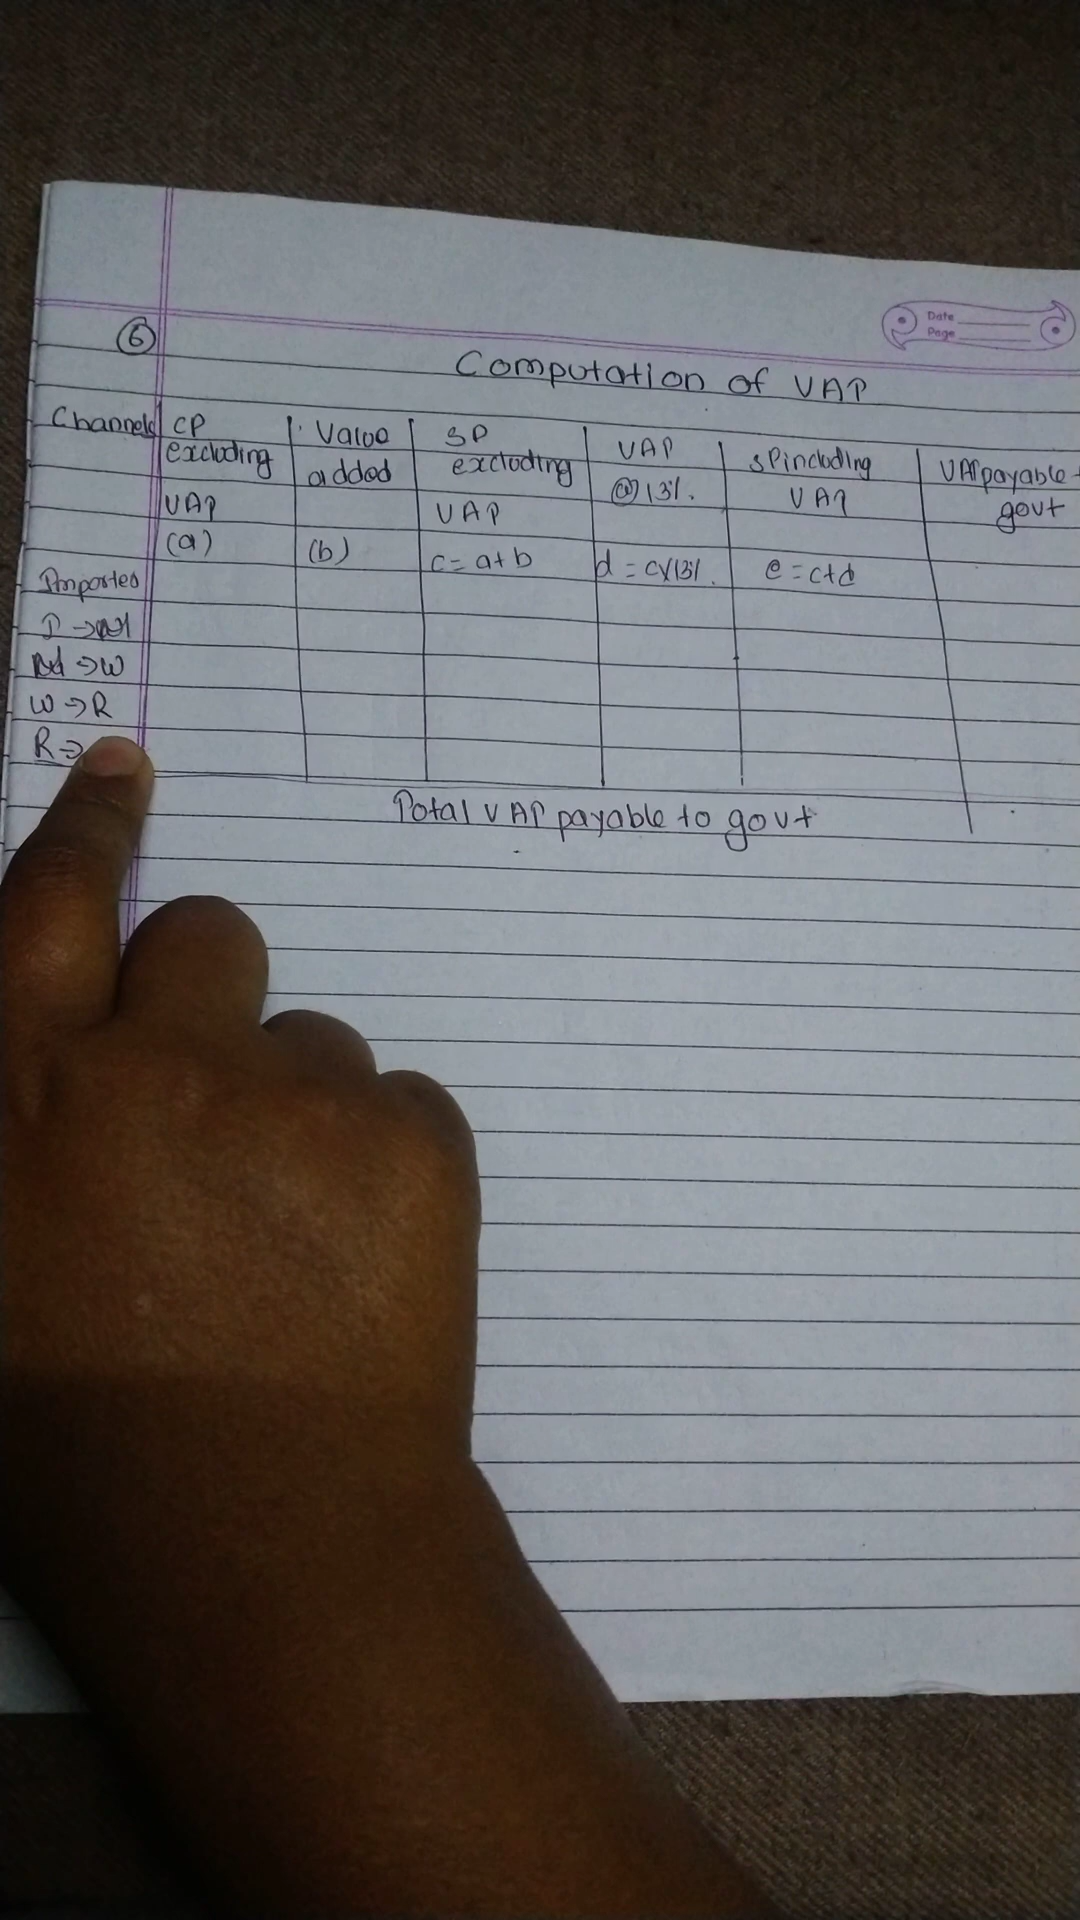 Date
Page
6
Computation of VAT
Channels CP excluding VAT (a)
Value added (b)
SP excluding VAT c = a+b
VAT @ 13% d = c×13%
SP including VAT e = c+d
VAT payable govt
Imported
I → M
Md → W
W → R
R →
Total VAT payable to govt